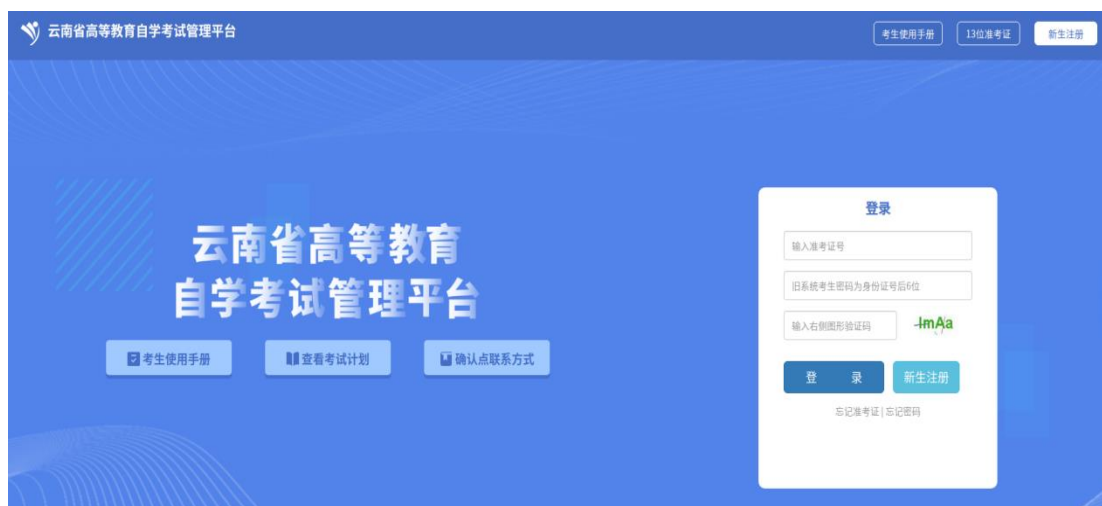 云南省高等教育自学考试管理平台
考生使用手册
13位准考证
新生注册
云南省高等教育
自学考试管理平台
考生使用手册
查看考试计划
确认点联系方式
登录
输入准考证号
旧系统考生密码为身份证号后6位
输入右侧图形验证码
ImAa
登 录
新生注册
忘记准考证|忘记密码